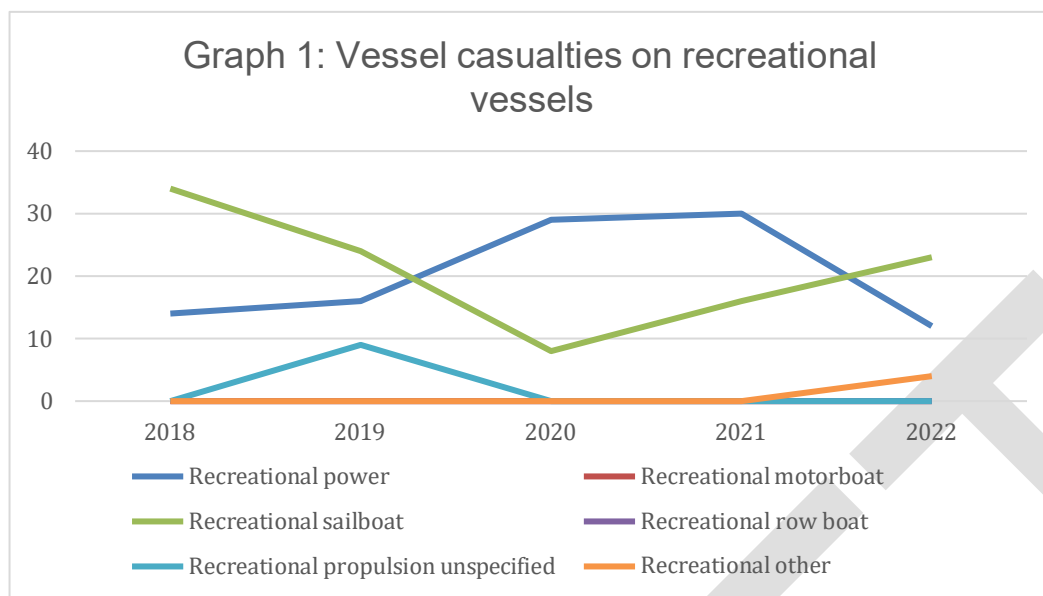 Graph 1: Vessel casualties on recreational
vessels
40
30
20
10
0
2018 2019 2020 2021 2022
Recreational power Recreational motorboat
Recreational sailboat Recreational row boat
Recreational propulsion unspecified Recreational other